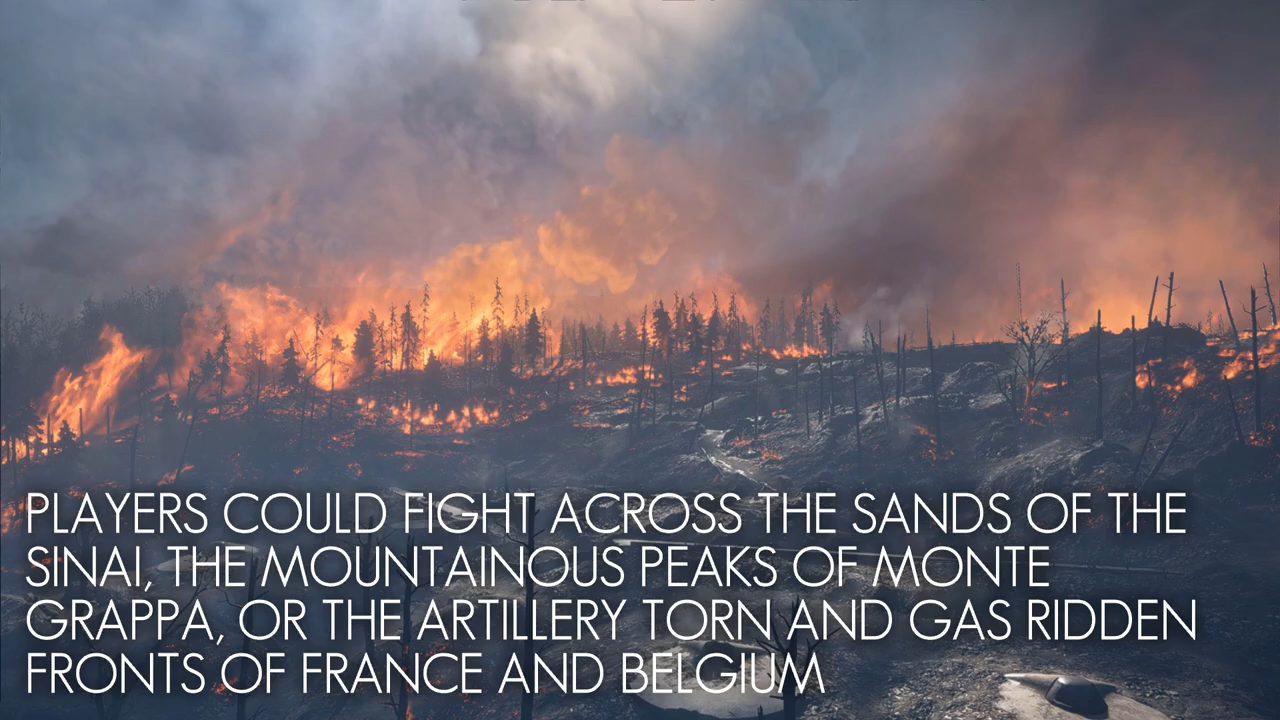 PLAYERS COULD FIGHT ACROSS THE SANDS OF THE
SINAI, THE MOUNTAINOUS PEAKS OF MONTE
GRAPPA, OR THE ARTILLERY TORN AND GAS RIDDEN
FRONTS OF FRANCE AND BELGIUM